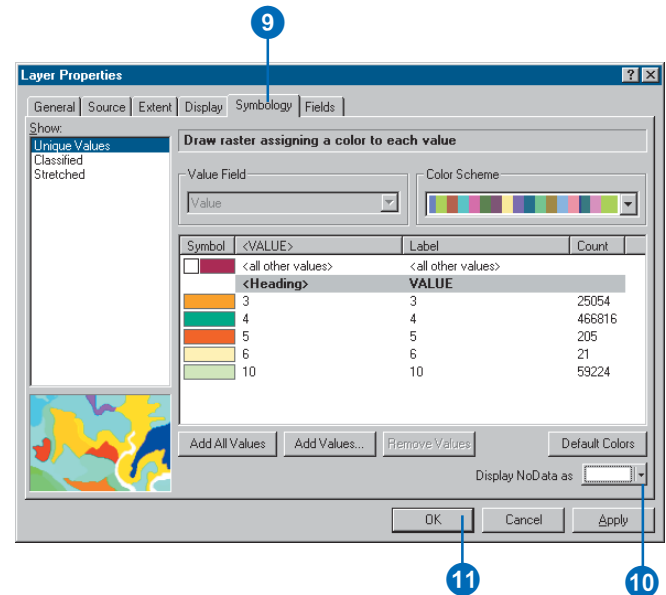 9
Layer Properties
? X
General Source Extent Display Symbology Fields
Show:
Unique Values
Classified
Stretched
Draw raster assigning a color to each value
Value Field
Value
Color Scheme
Symbol <VALUE> Label Count
<all other values> <all other values>
<Heading> VALUE
3 3 25054
4 4 466816
5 5 205
6 6 21
10 10 59224
Add All Values Add Values... Remove Values Default Colors
Display NoData as
OK Cancel Apply
11 10